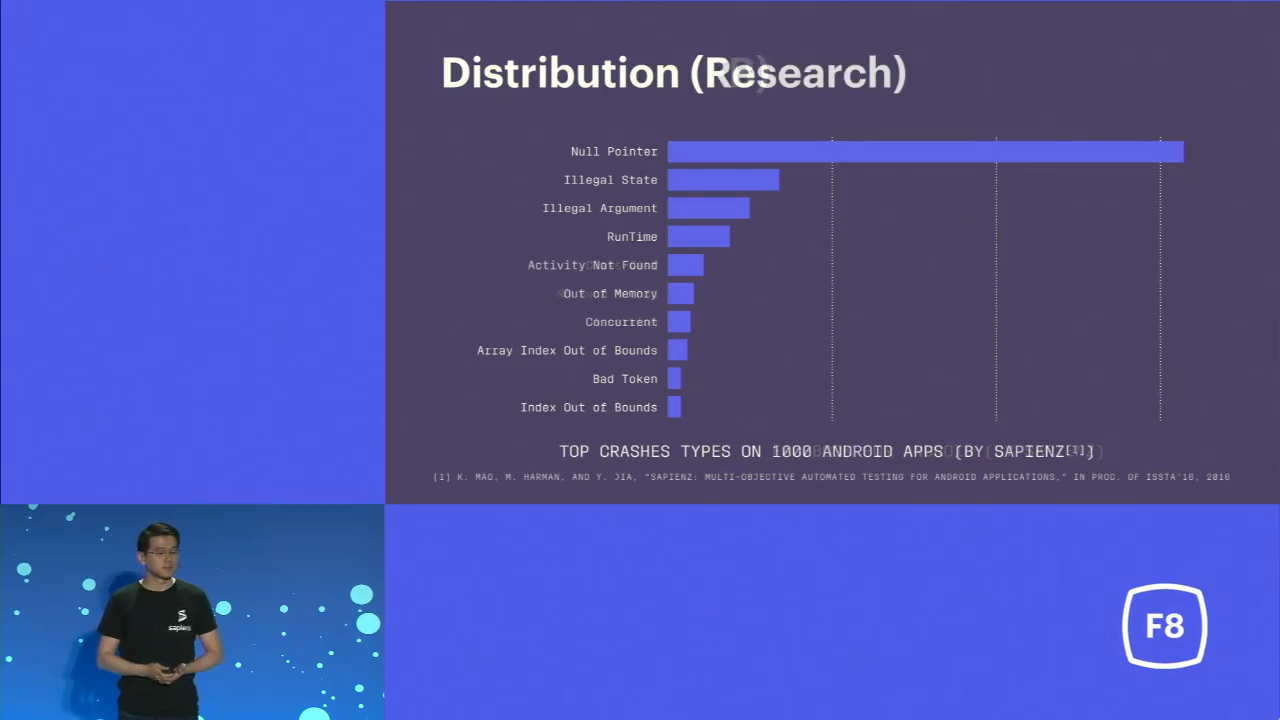 Distribution (Research)
Null Pointer
Illegal State
Illegal Argument
RunTime
Activity Not Found
Out of Memory
Concurrent
Array Index Out of Bounds
Bad Token
Index Out of Bounds
TOP CRASHES TYPES ON 1000 ANDROID APPS (BY SAPIENZ[1])
[1] K. MAO, M. HARMAN, AND Y. JIA, "SAPIENZ: MULTI-OBJECTIVE AUTOMATED TESTING FOR ANDROID APPLICATIONS," IN PROC. OF ISSTA'16, 2016
sapienz
F8